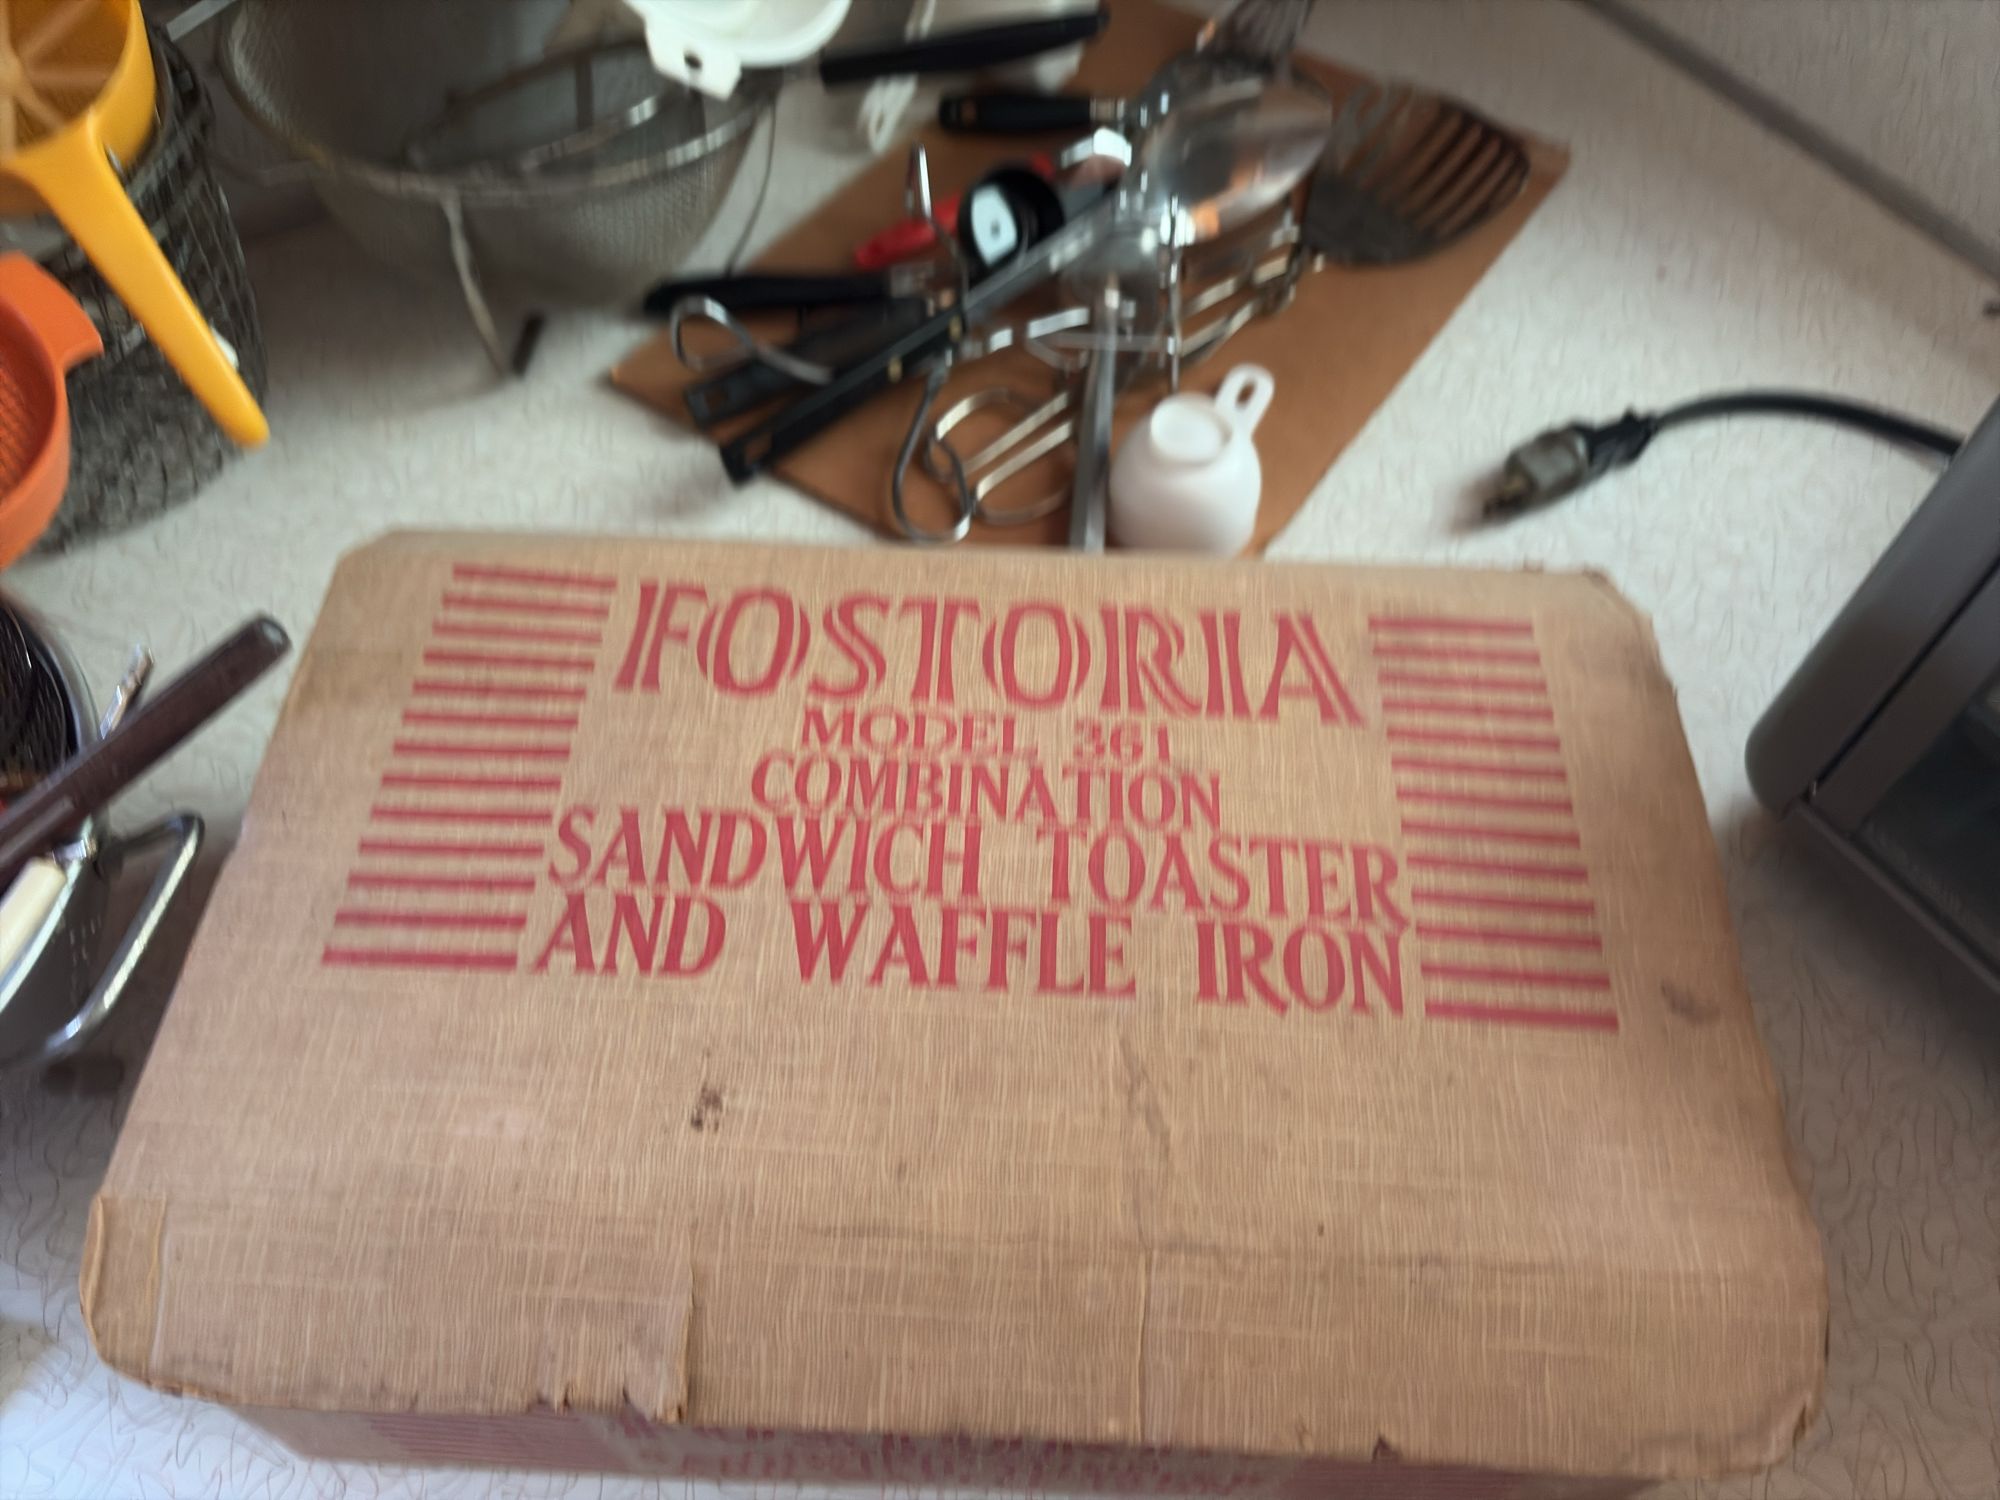 FOSTORIA
MODEL 361
COMBINATION
SANDWICH TOASTER
AND WAFFLE IRON